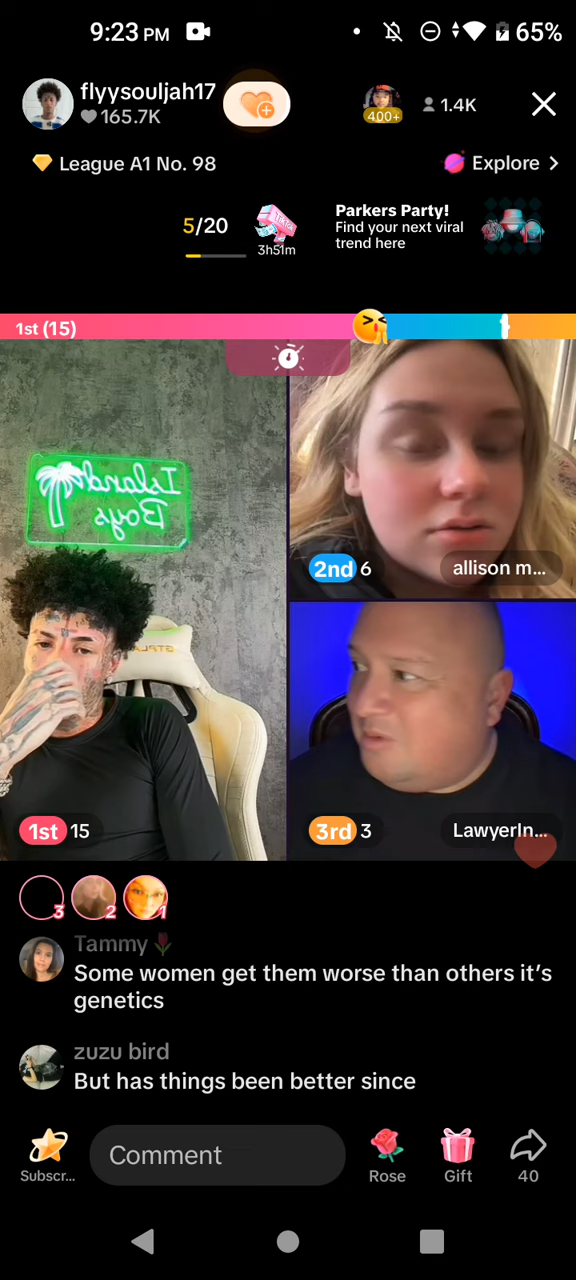 9:23 PM
65%
flyysouljah17
165.7K
400+
1.4K
League A1 No. 98
Explore >
5/20
TikTok
3h51m
Parkers Party!
Find your next viral
trend here
1st (15)
Island
Boys
2nd 6
allison m...
1st 15
3rd 3
LawyerIn...
3
2
1
Tammy🌷
Some women get them worse than others it's
genetics
zuzu bird
But has things been better since
Subscr...
Comment
Rose
Gift
40